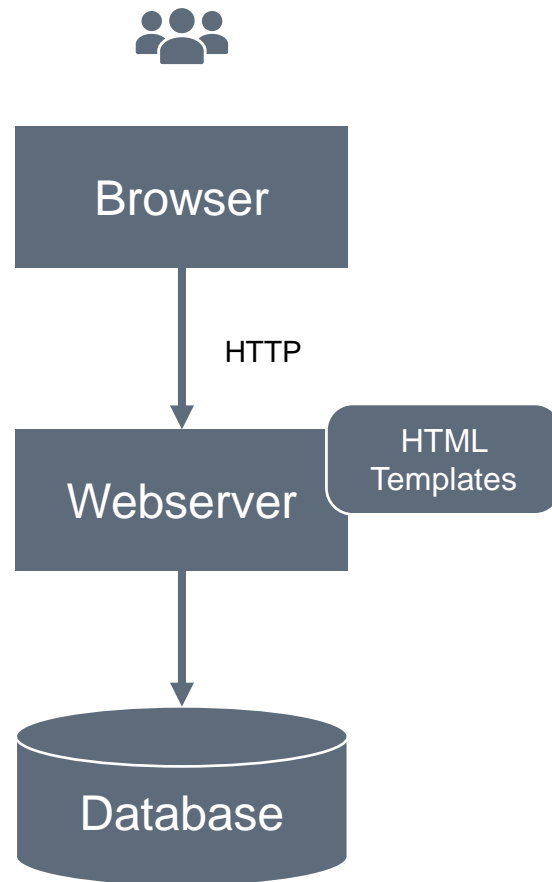 Browser
HTTP
HTML
Templates
Webserver
Database